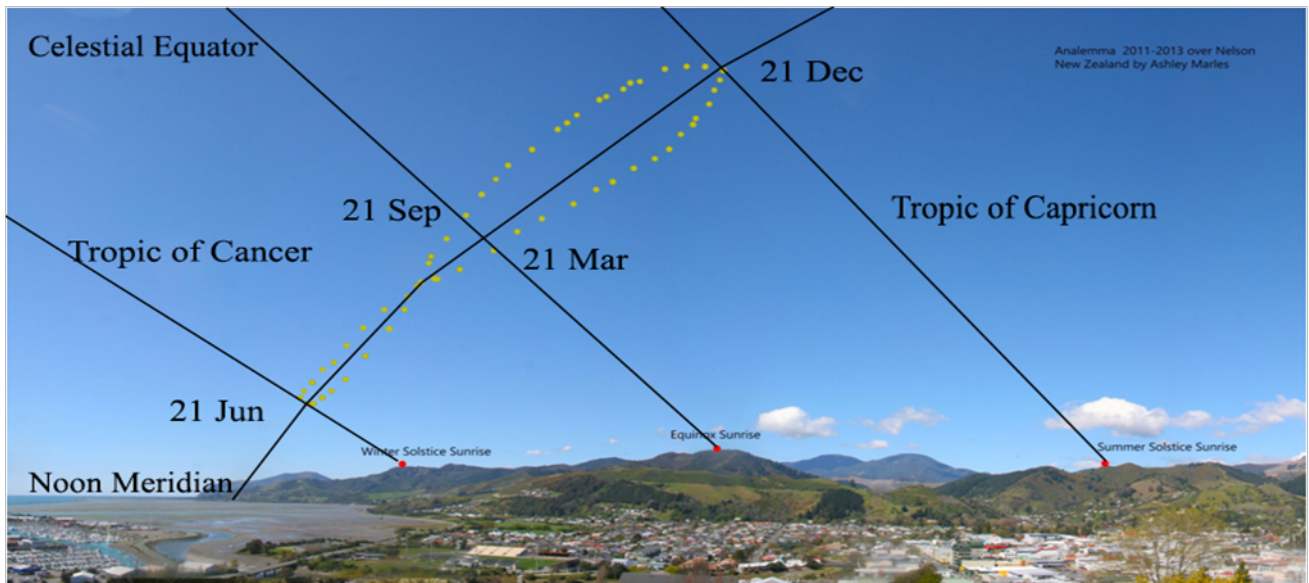 Celestial Equator
Analemma 2011-2013 over Nelson
New Zealand by Ashley Marles
21 Dec
21 Sep
Tropic of Capricorn
Tropic of Cancer
21 Mar
21 Jun
Equinox Sunrise
Winter Solstice Sunrise
Summer Solstice Sunrise
Noon Meridian